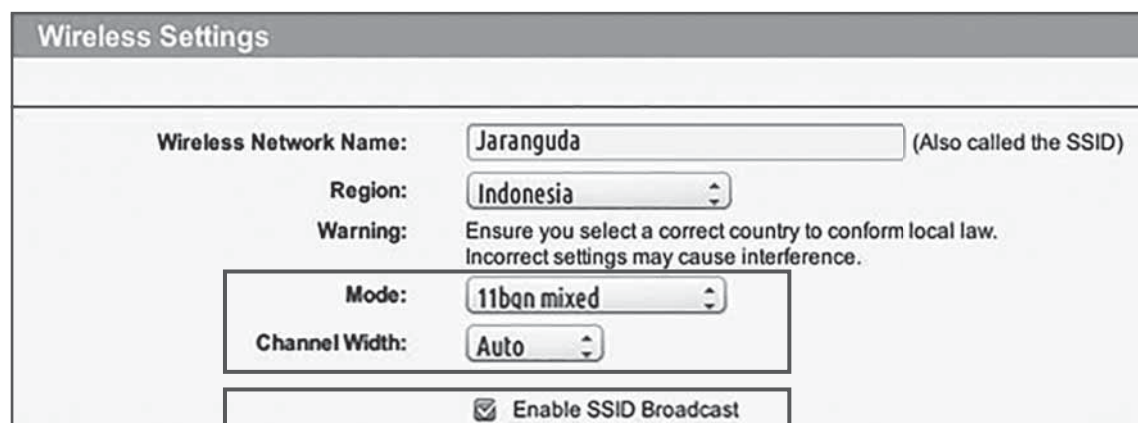 Wireless Settings
Wireless Network Name: Jaranguda (Also called the SSID)
Region: Indonesia
Warning: Ensure you select a correct country to conform local law.
Incorrect settings may cause interference.
Mode: 11bgn mixed
Channel Width: Auto
Enable SSID Broadcast